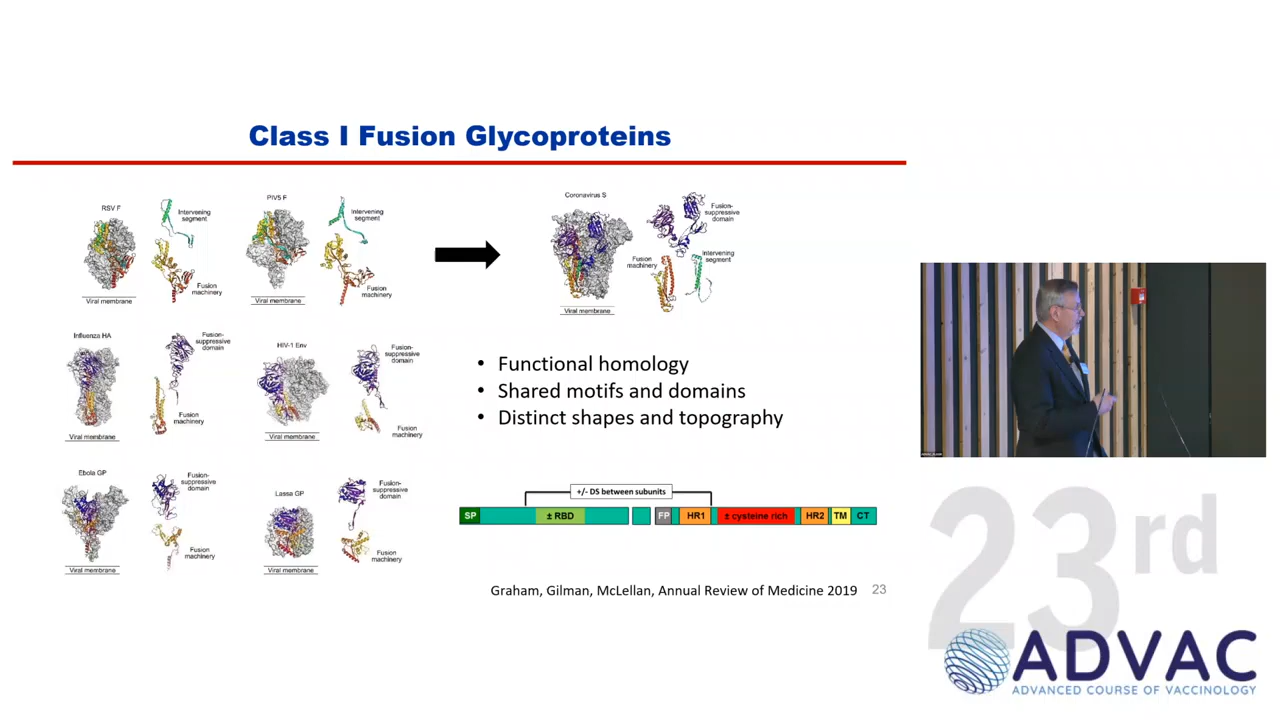 Class I Fusion Glycoproteins
RSV F
Intervening
segment
Fusion
machinery
Viral membrane
PIV5 F
Intervening
segment
Fusion
machinery
Viral membrane
Coronavirus S
Fusion-
suppressive
domain
Fusion
machinery
Intervening
segment
Viral membrane
Influenza HA
Fusion-
suppressive
domain
Fusion
machinery
Viral membrane
HIV-1 Env
Fusion-
suppressive
domain
Fusion
machinery
Viral membrane
• Functional homology
• Shared motifs and domains
• Distinct shapes and topography
Ebola GP
Fusion-
suppressive
domain
Fusion
machinery
Viral membrane
Lassa GP
Fusion-
suppressive
domain
Fusion
machinery
Viral membrane
+/- DS between subunits
SP ± RBD FP HR1 ± cysteine rich HR2 TM CT
Graham, Gilman, McLellan, Annual Review of Medicine 2019 23
23rd
ADVAC
ADVANCED COURSE OF VACCINOLOGY